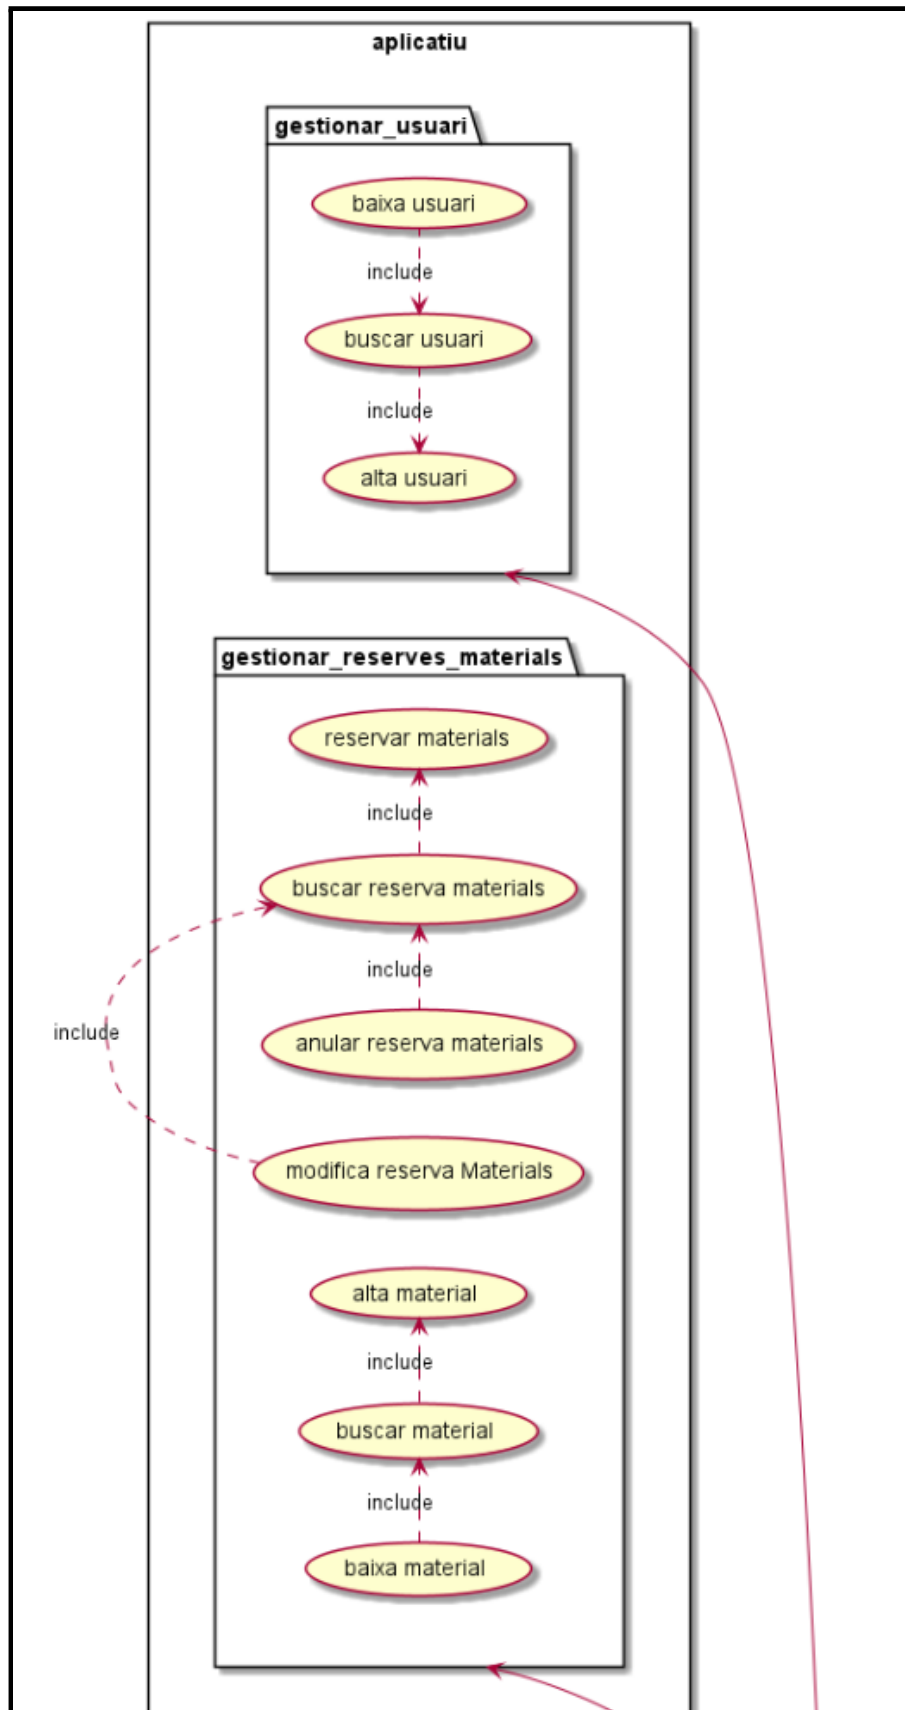 aplicatiu
gestionar_usuari
baixa usuari
include
buscar usuari
include
alta usuari
gestionar_reserves_materials
reservar materials
include
buscar reserva materials
include
anular reserva materials
include
modifica reserva Materials
alta material
include
buscar material
include
baixa material